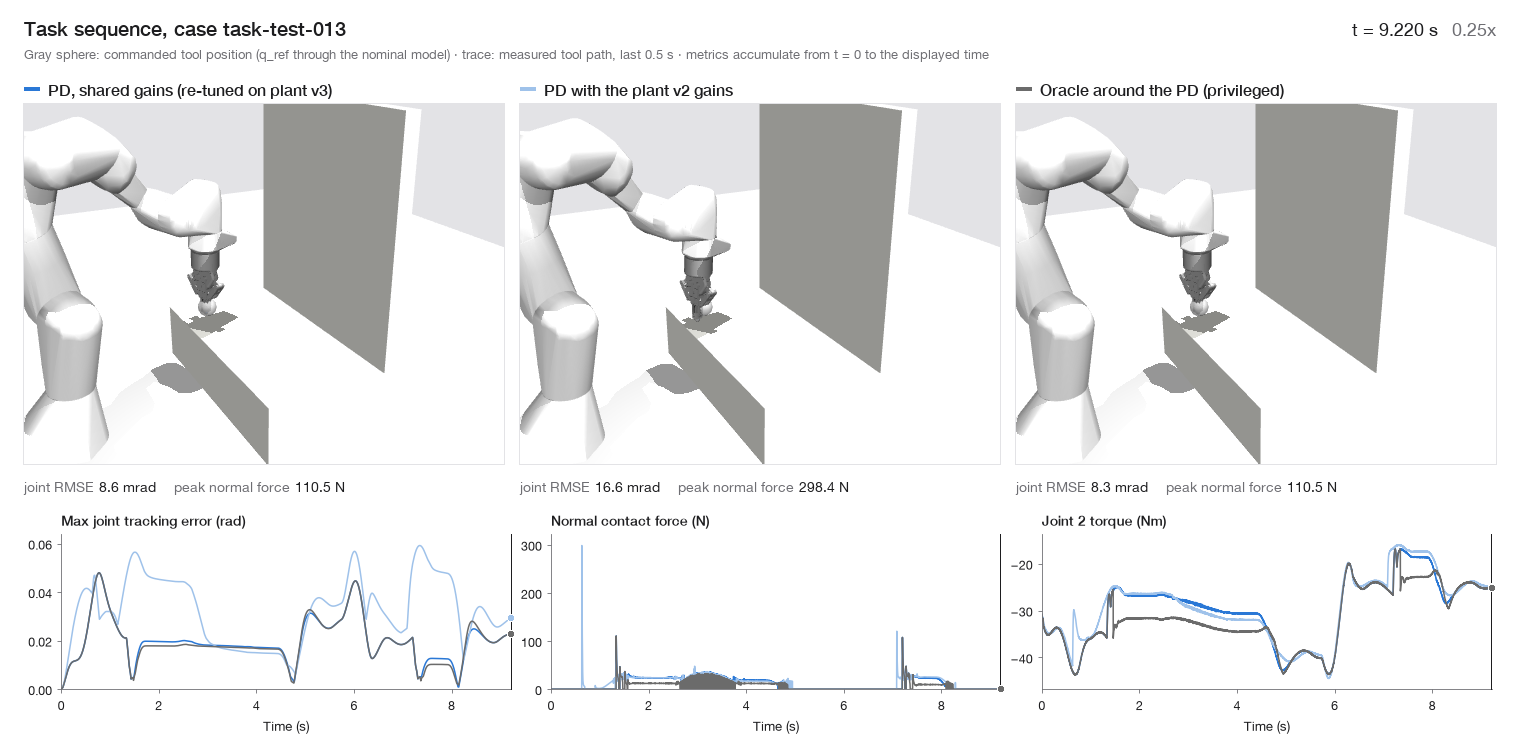 Task sequence, case task-test-013
t = 9.220 s 0.25x
Gray sphere: commanded tool position (q_ref through the nominal model) · trace: measured tool path, last 0.5 s · metrics accumulate from t = 0 to the displayed time
PD, shared gains (re-tuned on plant v3)
PD with the plant v2 gains
Oracle around the PD (privileged)
joint RMSE 8.6 mrad peak normal force 110.5 N
joint RMSE 16.6 mrad peak normal force 298.4 N
joint RMSE 8.3 mrad peak normal force 110.5 N
Max joint tracking error (rad)
0.06
0.04
0.02
0.00
0 2 4 6 8
Time (s)
Normal contact force (N)
300
200
100
0
0 2 4 6 8
Time (s)
Joint 2 torque (Nm)
−20
−30
−40
0 2 4 6 8
Time (s)